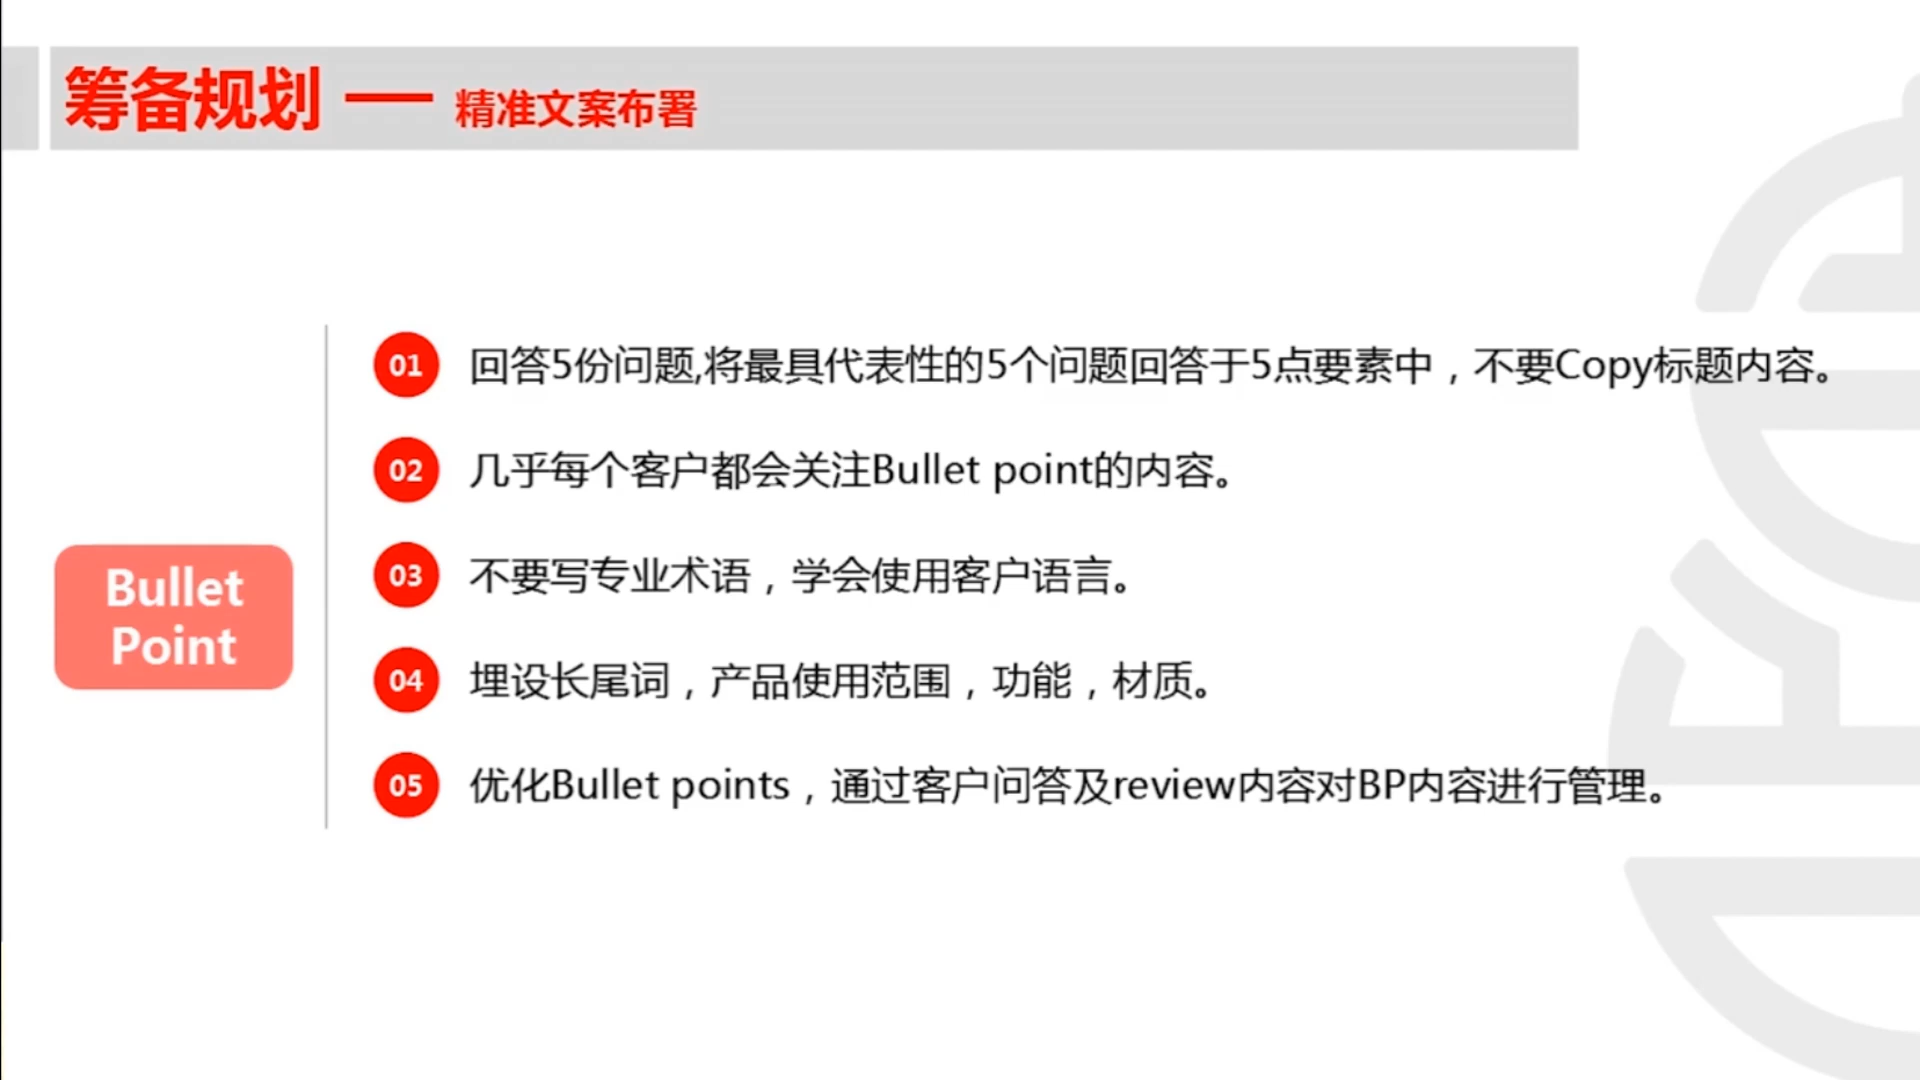 筹备规划 — 精准文案布署
Bullet
Point
01 回答5份问题,将最具代表性的5个问题回答于5点要素中，不要Copy标题内容。
02 几乎每个客户都会关注Bullet point的内容。
03 不要写专业术语，学会使用客户语言。
04 埋设长尾词，产品使用范围，功能，材质。
05 优化Bullet points，通过客户问答及review内容对BP内容进行管理。